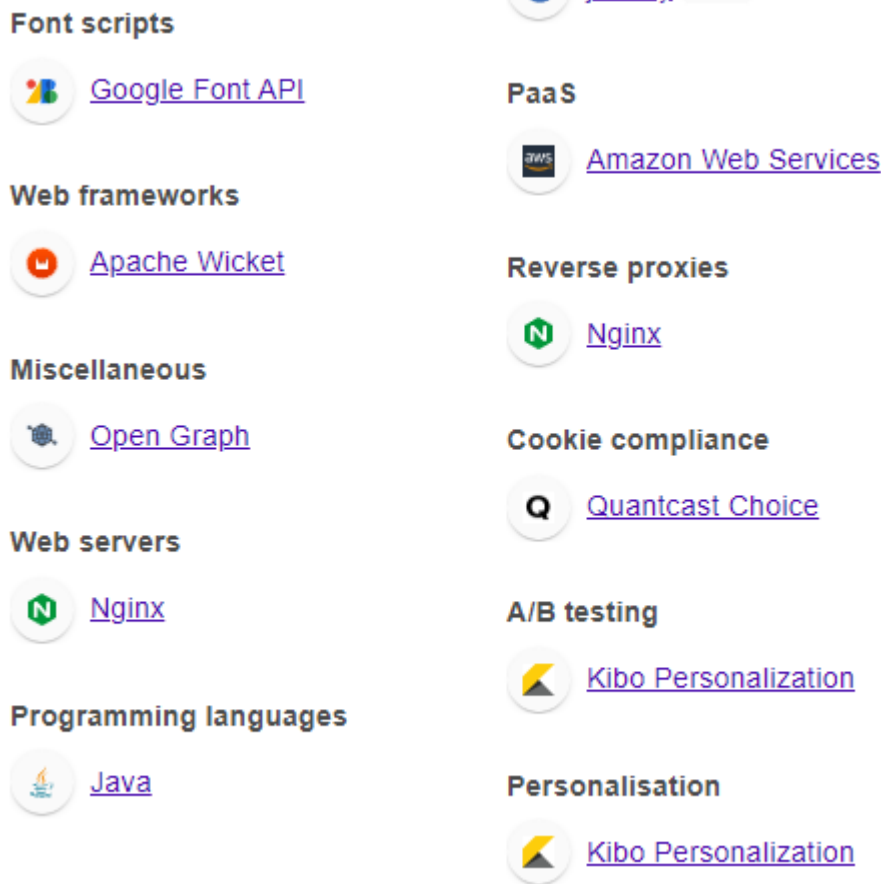 Font scripts
Google Font API
Web frameworks
Apache Wicket
Miscellaneous
Open Graph
Web servers
Nginx
Programming languages
Java
PaaS
aws
Amazon Web Services
Reverse proxies
Nginx
Cookie compliance
Quantcast Choice
A/B testing
Kibo Personalization
Personalisation
Kibo Personalization